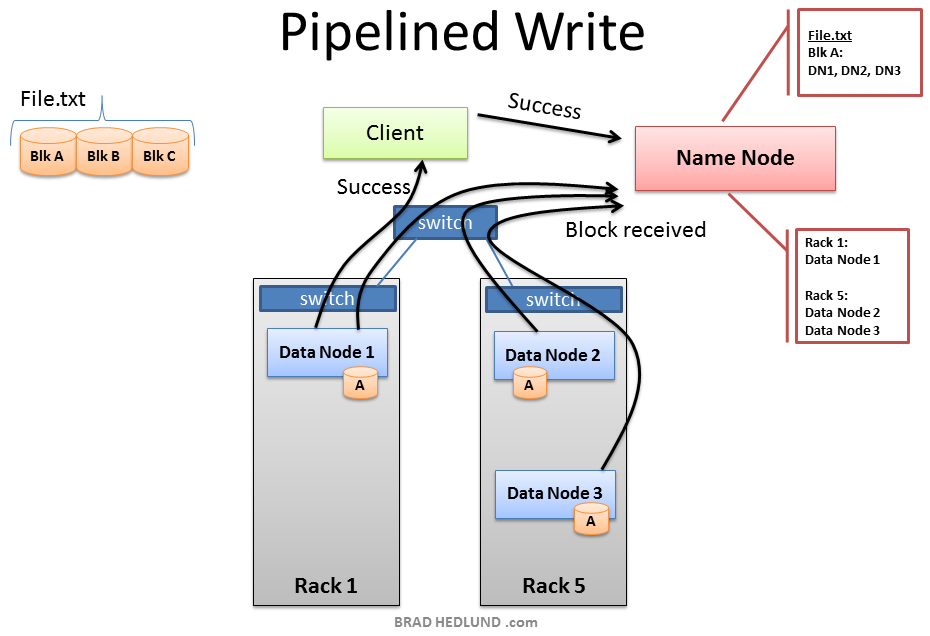 Pipelined Write
File.txt
Blk A
Blk B
Blk C
Client
Success
Success
Name Node
File.txt
Blk A:
DN1, DN2, DN3
switch
Block received
Rack 1:
Data Node 1
Rack 5:
Data Node 2
Data Node 3
switch
Data Node 1
A
Rack 1
switch
Data Node 2
A
Data Node 3
A
Rack 5
BRAD HEDLUND .com